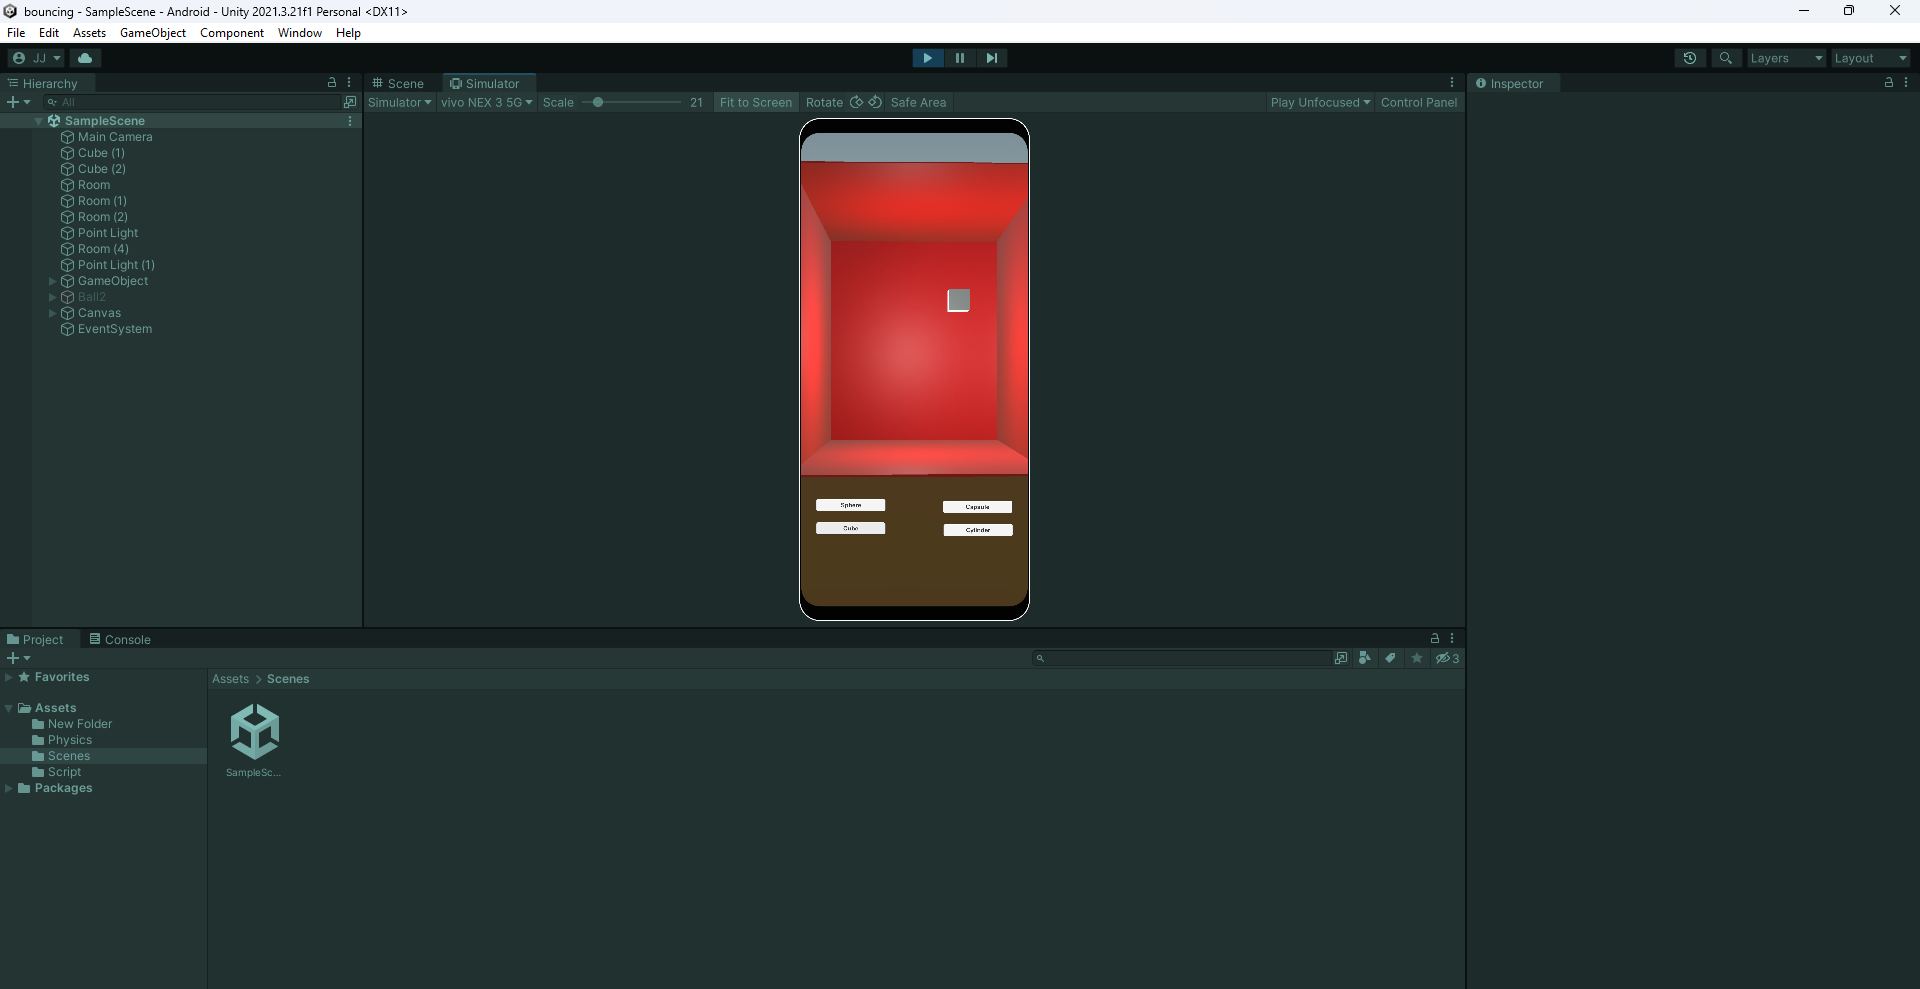 bouncing - SampleScene - Android - Unity 2021.3.21f1 Personal <DX11>
File Edit Assets GameObject Component Window Help
JJ
Layers
Layout
Hierarchy
Scene
Simulator
Inspector
All
Simulator
vivo NEX 3 5G
Scale
21
Fit to Screen
Rotate
Safe Area
Play Unfocused
Control Panel
SampleScene
Main Camera
Cube (1)
Cube (2)
Room
Room (1)
Room (2)
Point Light
Room (4)
Point Light (1)
GameObject
Ball2
Canvas
EventSystem
Sphere
Capsule
Cube
Cylinder
Project
Console
3
Favorites
Assets > Scenes
Assets
New Folder
Physics
Scenes
Script
Packages
SampleSc...